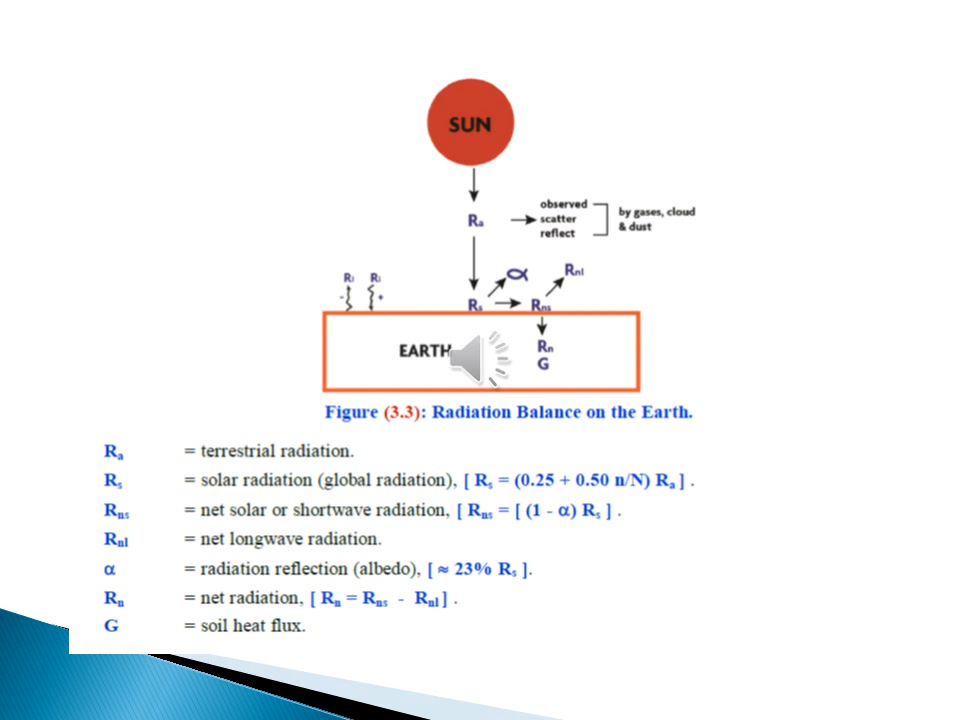 SUN
Ra
observed
scatter
reflect
by gases, cloud
& dust
Rl Rl
- +
α
Rnl
Rs
Rns
EARTH
Rn
G
Figure (3.3): Radiation Balance on the Earth.
Ra = terrestrial radiation.
Rs = solar radiation (global radiation), [ Rs = (0.25 + 0.50 n/N) Ra ] .
Rns = net solar or shortwave radiation, [ Rns = [ (1 - α) Rs ] .
Rnl = net longwave radiation.
α = radiation reflection (albedo), [ ≈ 23% Rs ].
Rn = net radiation, [ Rn = Rns - Rnl ] .
G = soil heat flux.